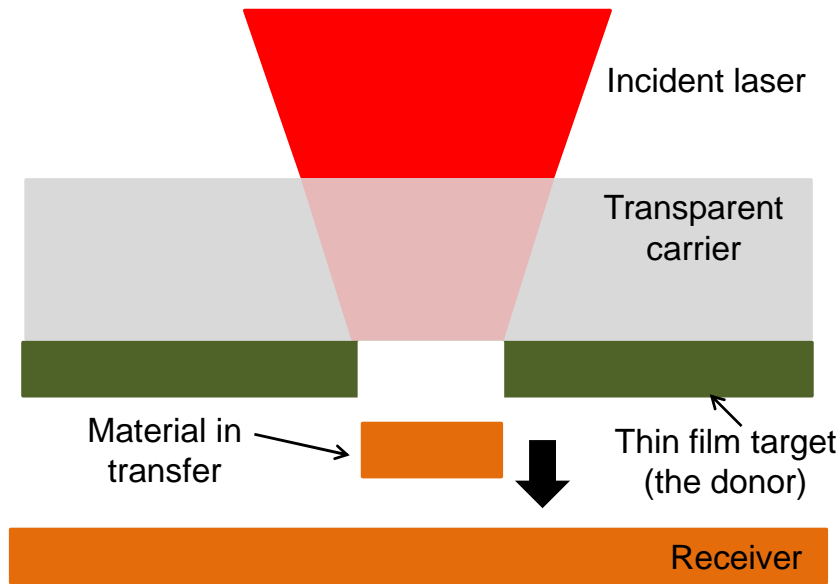 Incident laser
Transparent
carrier
Material in
transfer
Thin film target
(the donor)
Receiver